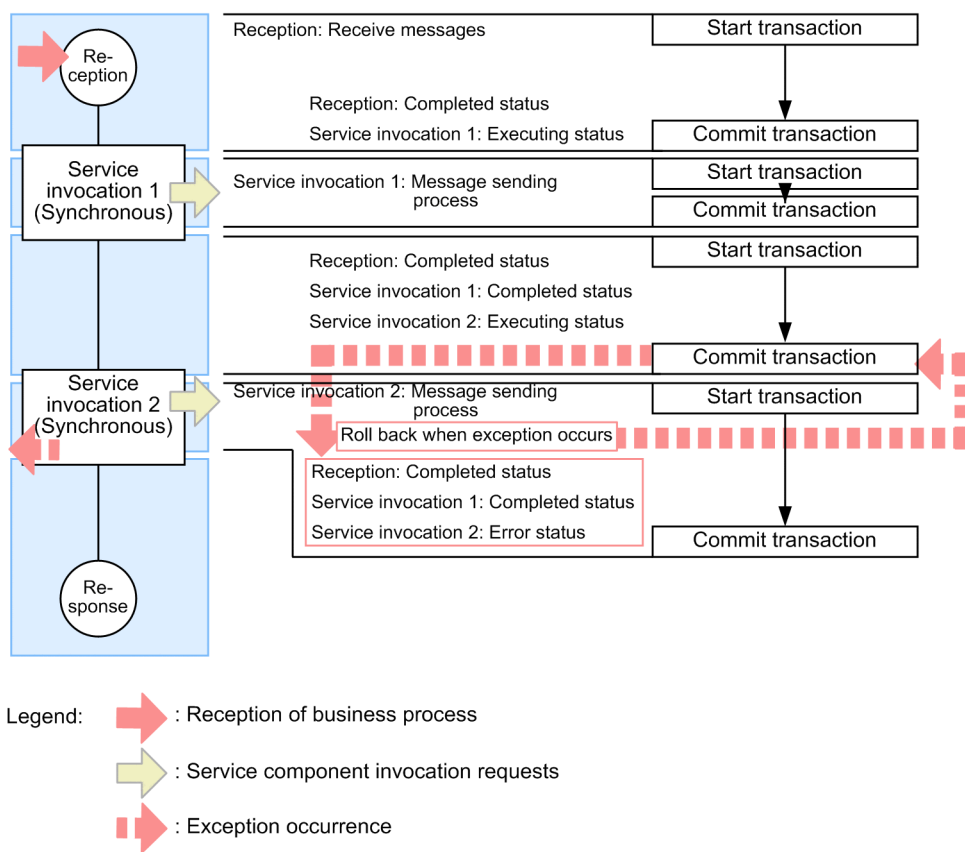 Reception: Receive messages
Start transaction
Re-
ception
Reception: Completed status
Service invocation 1: Executing status
Commit transaction
Service
invocation 1
(Synchronous)
Service invocation 1: Message sending
process
Start transaction
Commit transaction
Reception: Completed status
Start transaction
Service invocation 1: Completed status
Service invocation 2: Executing status
Commit transaction
Service
invocation 2
(Synchronous)
Service invocation 2: Message sending
process
Start transaction
Roll back when exception occurs
Reception: Completed status
Service invocation 1: Completed status
Service invocation 2: Error status
Commit transaction
Re-
sponse
Legend:
: Reception of business process
: Service component invocation requests
: Exception occurrence